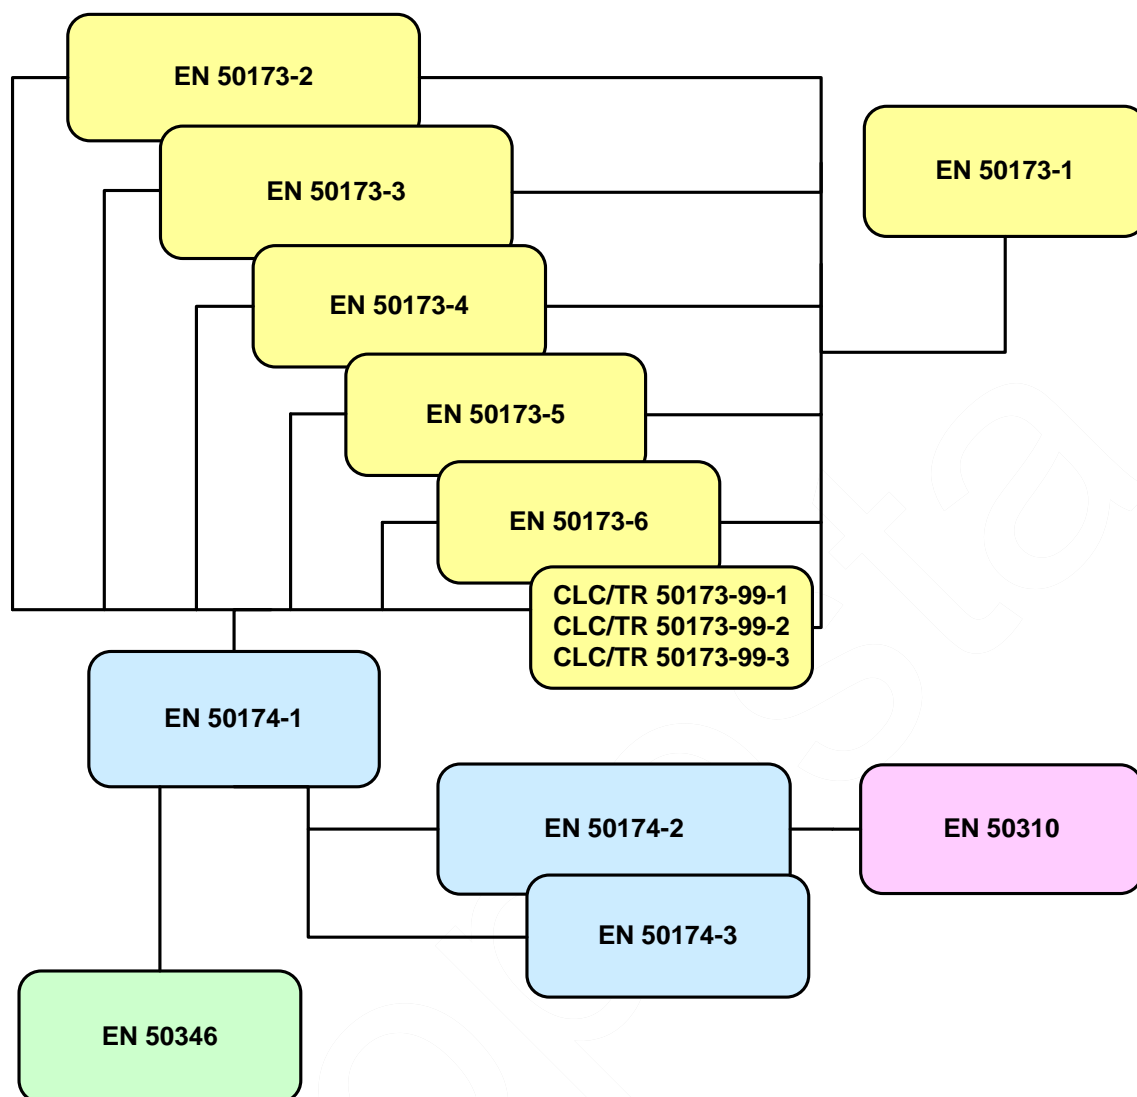 EN 50173-2
EN 50173-1
EN 50173-3
EN 50173-4
EN 50173-5
EN 50173-6
CLC/TR 50173-99-1
CLC/TR 50173-99-2
CLC/TR 50173-99-3
EN 50174-1
EN 50174-2
EN 50310
EN 50174-3
EN 50346